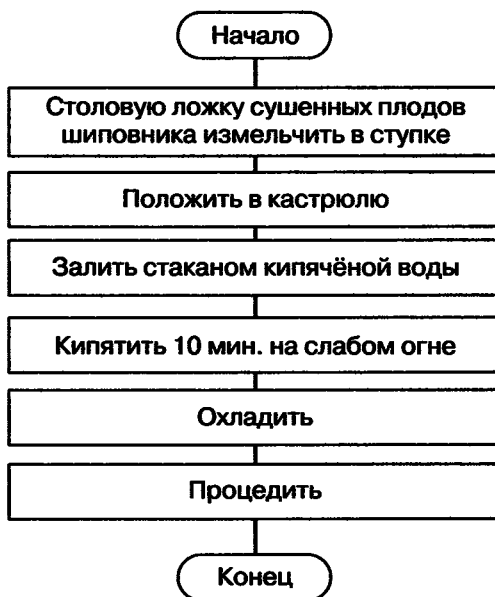 Начало
Столовую ложку сушенных плодов
шиповника измельчить в ступке
Положить в кастрюлю
Залить стаканом кипячёной воды
Кипятить 10 мин. на слабом огне
Охладить
Процедить
Конец